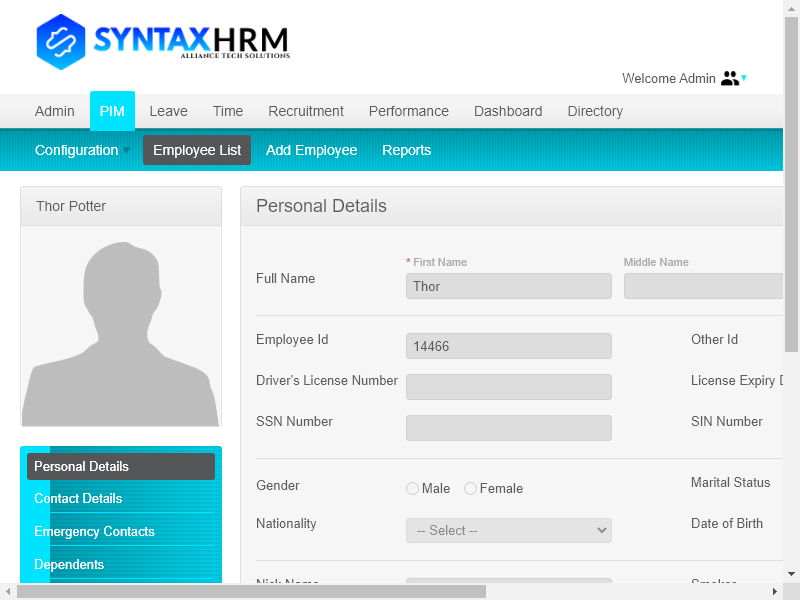 SYNTAXHRM
ALLIANCE TECH SOLUTIONS
Welcome Admin
Admin PIM Leave Time Recruitment Performance Dashboard Directory
Configuration Employee List Add Employee Reports
Thor Potter
Personal Details
Contact Details
Emergency Contacts
Dependents
Personal Details
* First Name Middle Name
Full Name Thor
Employee Id 14466 Other Id
Driver's License Number License Expiry D
SSN Number SIN Number
Gender Male Female Marital Status
Nationality -- Select -- Date of Birth
Nick Name Smoker